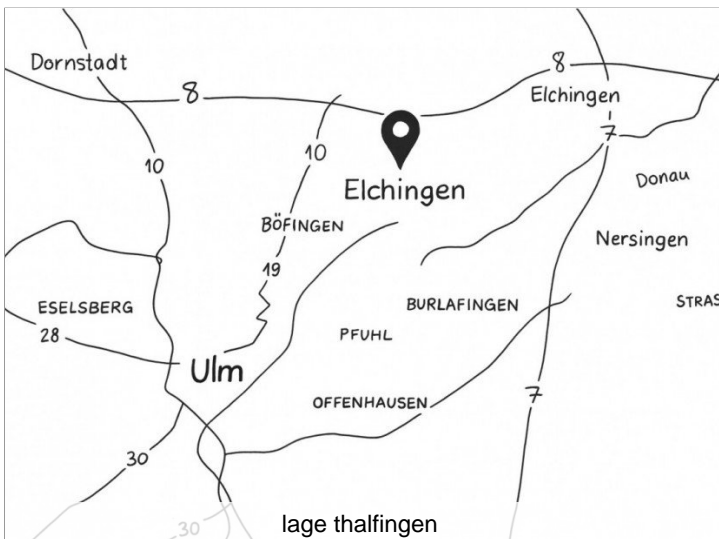 8
Dornstadt
8
Elchingen
7
10
10
Donau
Elchingen
BÖFINGEN
Nersingen
19
ESELSBERG
BURLAFINGEN
STRAS
28
PFUHL
Ulm
7
OFFENHAUSEN
30
30
lage thalfingen